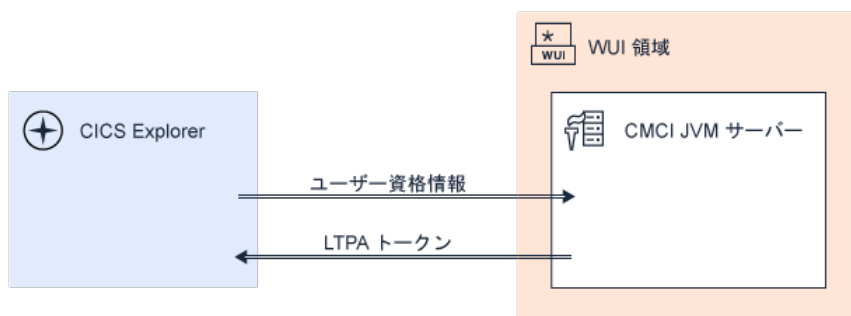 *
WUI
WUI 領域
CICS Explorer
CMCI JVM サーバー
ユーザー資格情報
LTPA トークン